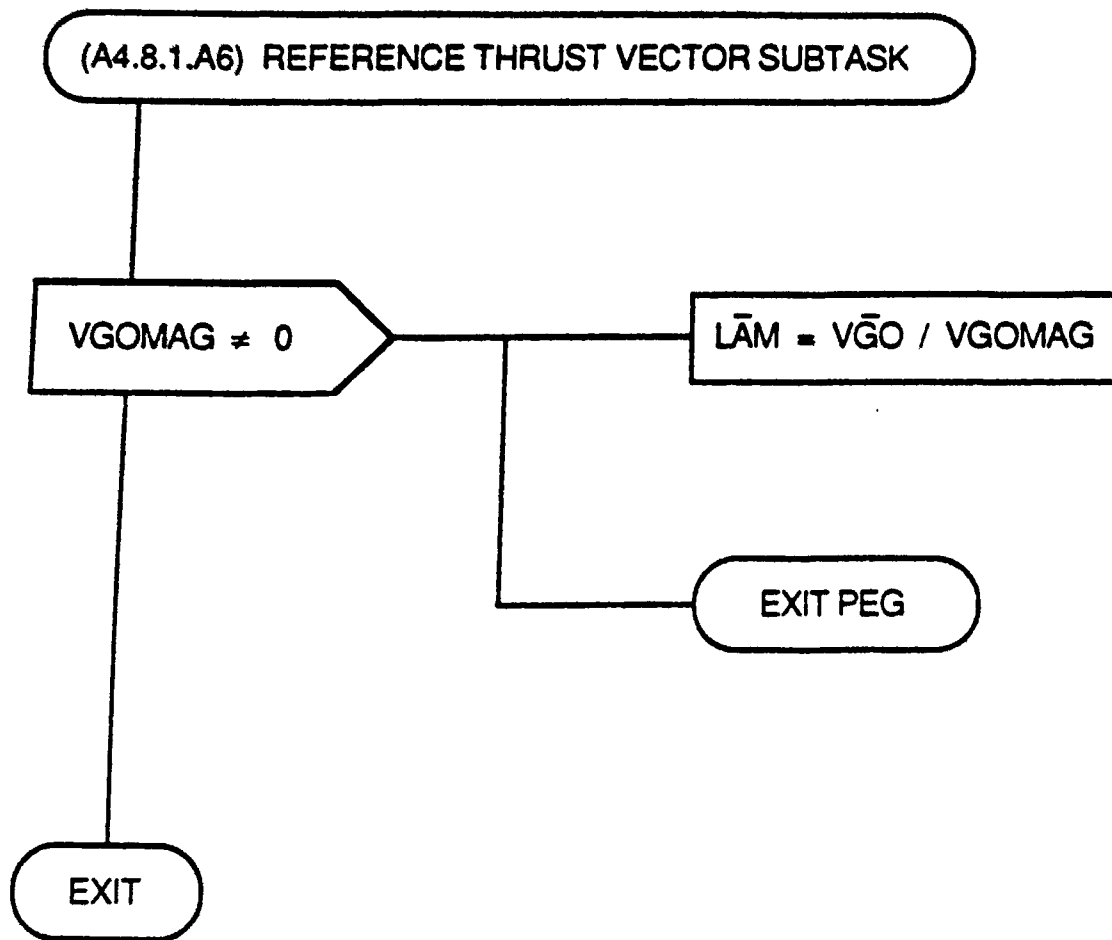 (A4.8.1.A6) REFERENCE THRUST VECTOR SUBTASK
VGOMAG ≠ 0
LĀM = VḠO / VGOMAG
EXIT PEG
EXIT